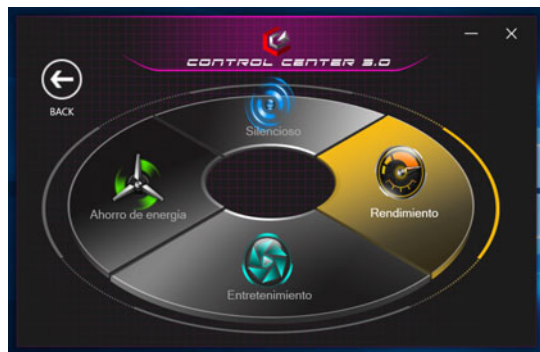 CONTROL CENTER 3.0
BACK
Silencioso
Ahorro de energía
Rendimiento
Entretenimiento